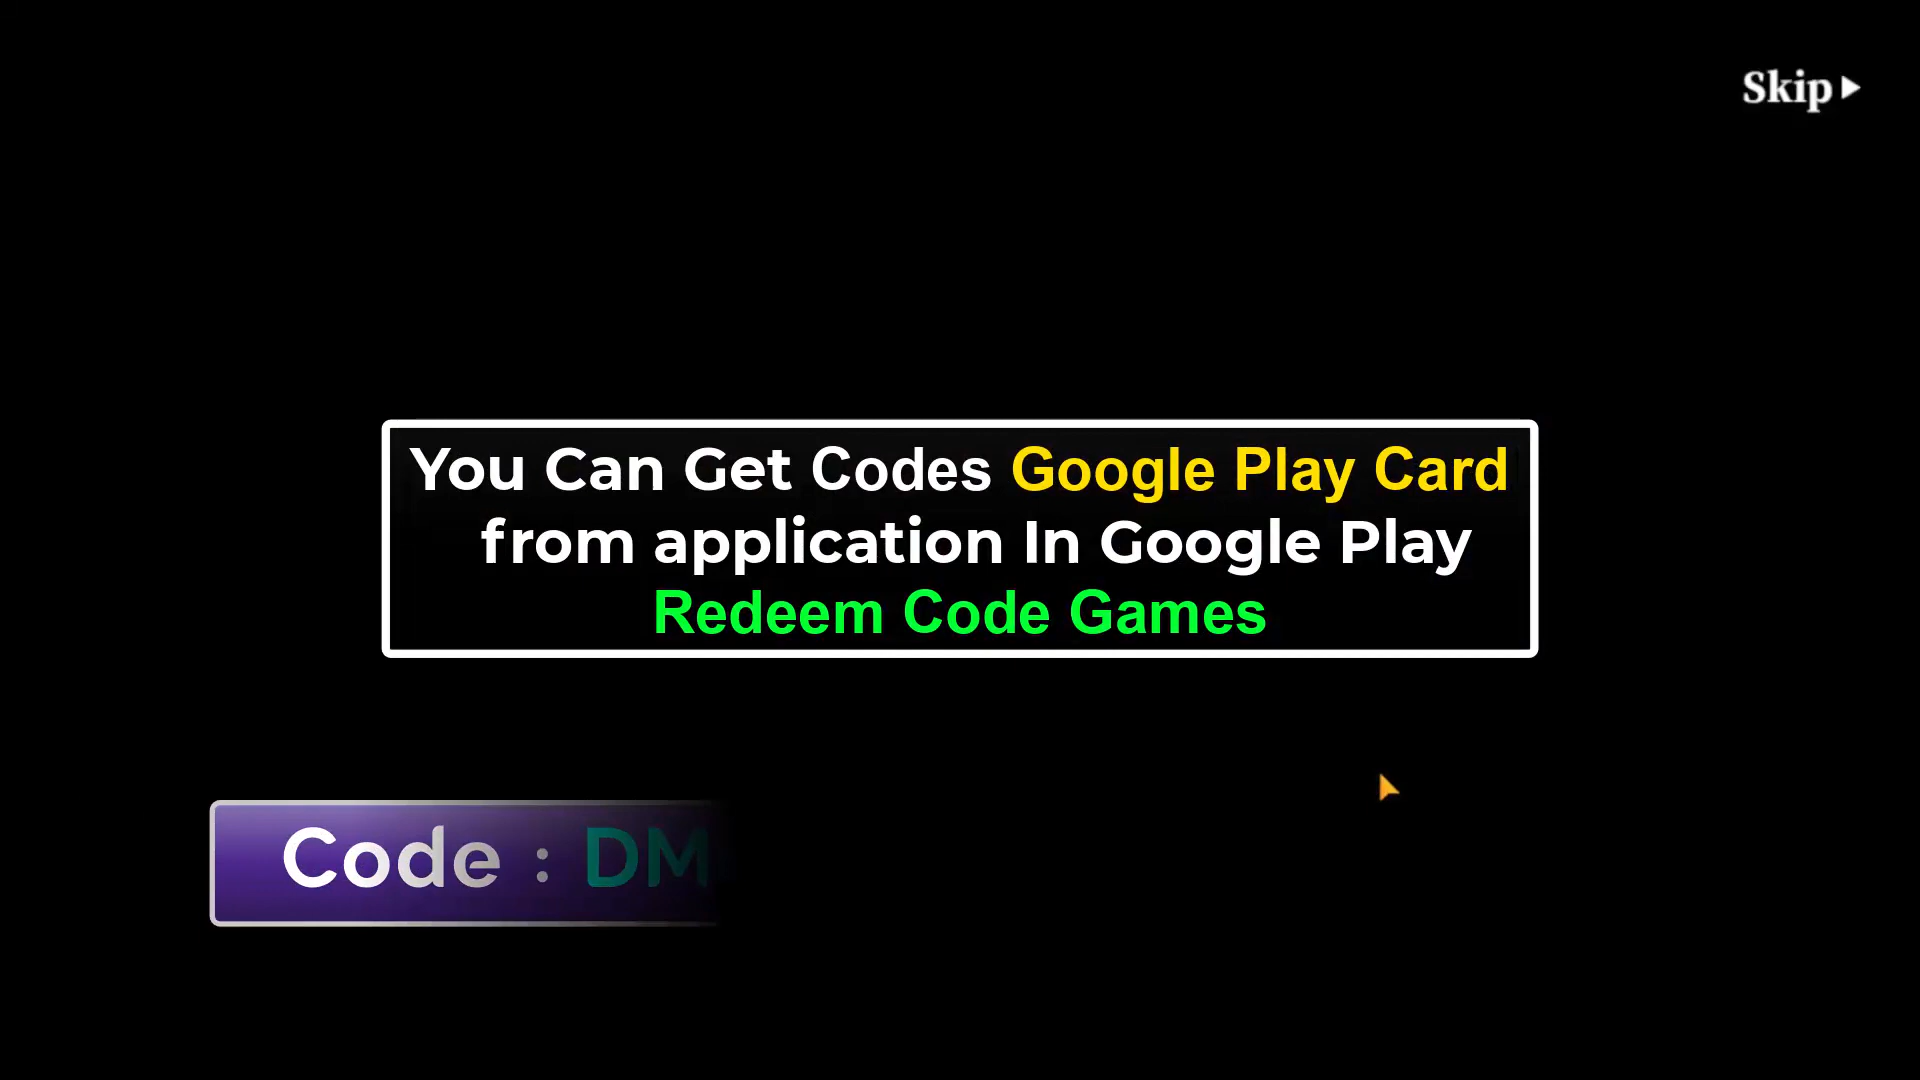 Skip
You Can Get Codes Google Play Card
from application In Google Play
Redeem Code Games
Code : DM